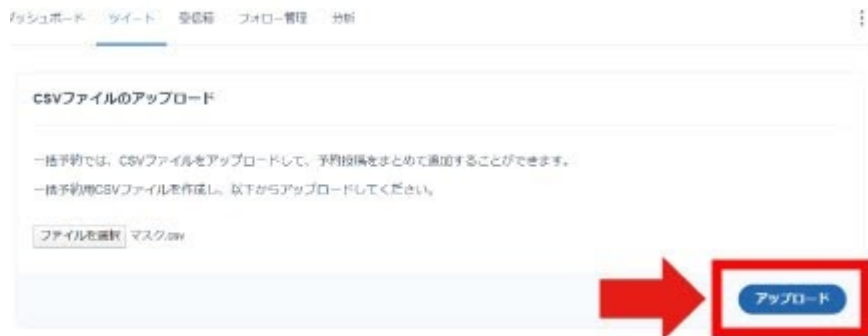 ダッシュボード ツイート 受信箱 フォロー管理 分析
CSVファイルのアップロード
一括予約では、CSVファイルをアップロードして、予約投稿をまとめて追加することができます。
一括予約用CSVファイルを作成し、以下からアップロードしてください。
ファイルを選択 マスク.csv
アップロード